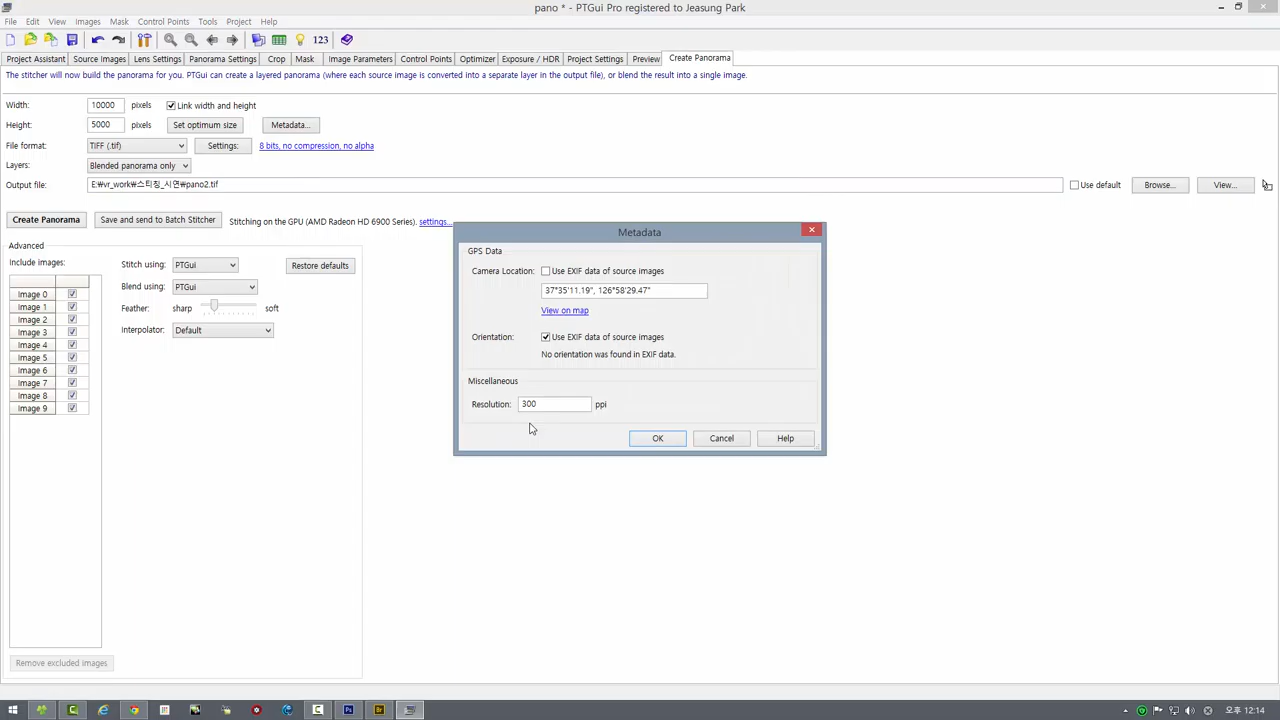 pano * - PTGui Pro registered to Jeasung Park
File Edit View Images Mask Control Points Tools Project Help
123
Project Assistant Source Images Lens Settings Panorama Settings Crop Mask Image Parameters Control Points Optimizer Exposure / HDR Project Settings Preview Create Panorama
The stitcher will now build the panorama for you. PTGui can create a layered panorama (where each source image is converted into a separate layer in the output file), or blend the result into a single image.
Width: 10000 pixels Link width and height
Height: 5000 pixels Set optimum size Metadata...
File format: TIFF (.tif) Settings: 8 bits, no compression, no alpha
Layers: Blended panorama only
Output file: E:₩vr_work₩스티칭_시연₩pano2.tif Use default Browse... View...
Create Panorama Save and send to Batch Stitcher Stitching on the GPU (AMD Radeon HD 6900 Series). settings...
Advanced
Include images:
Image 0
Image 1
Image 2
Image 3
Image 4
Image 5
Image 6
Image 7
Image 8
Image 9
Remove excluded images
Stitch using: PTGui Restore defaults
Blend using: PTGui
Feather: sharp soft
Interpolator: Default
Metadata
GPS Data
Camera Location: Use EXIF data of source images
37°35'11.19", 126°58'29.47"
View on map
Orientation: Use EXIF data of source images
No orientation was found in EXIF data.
Miscellaneous
Resolution: 300 ppi
OK Cancel Help
Ps Br
오후 12:14